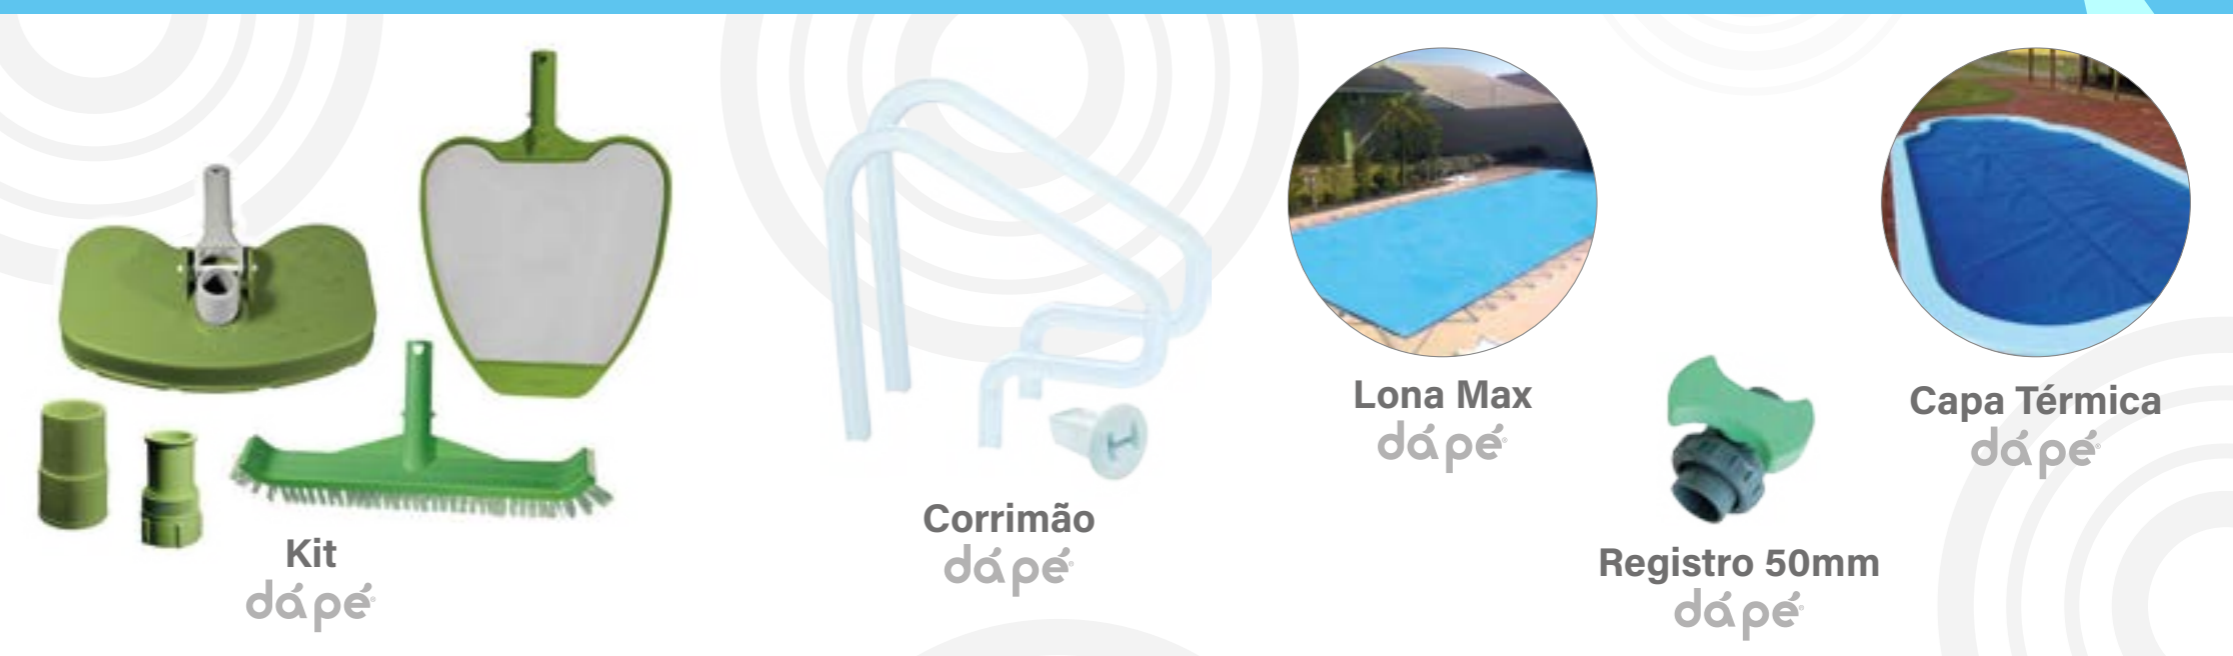 Kit
dápé
Corrimão
dápé
Lona Max
dápé
Registro 50mm
dápé
Capa Térmica
dápé